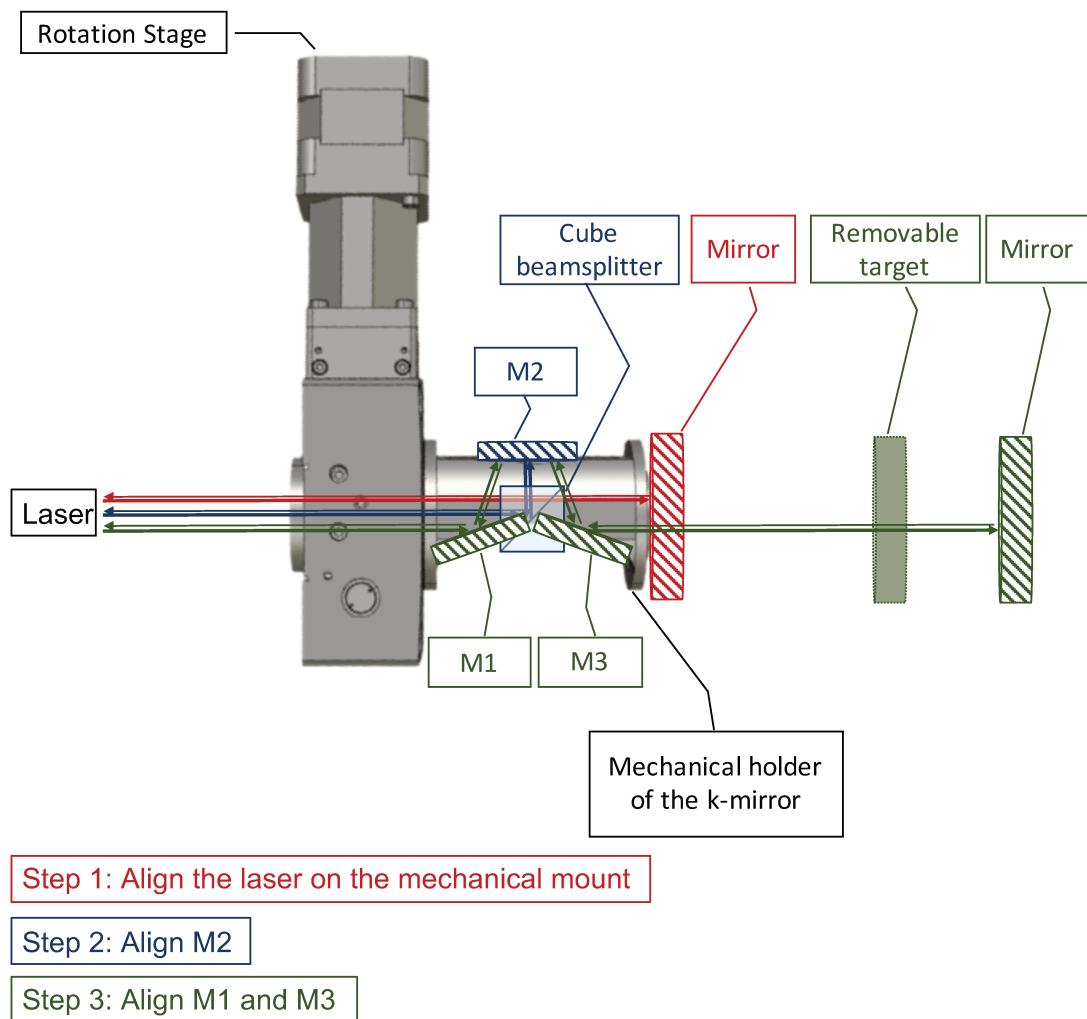 Rotation Stage
Cube
beamsplitter
Mirror
Removable
target
Mirror
M2
Laser
M1
M3
Mechanical holder
of the k-mirror
Step 1: Align the laser on the mechanical mount
Step 2: Align M2
Step 3: Align M1 and M3